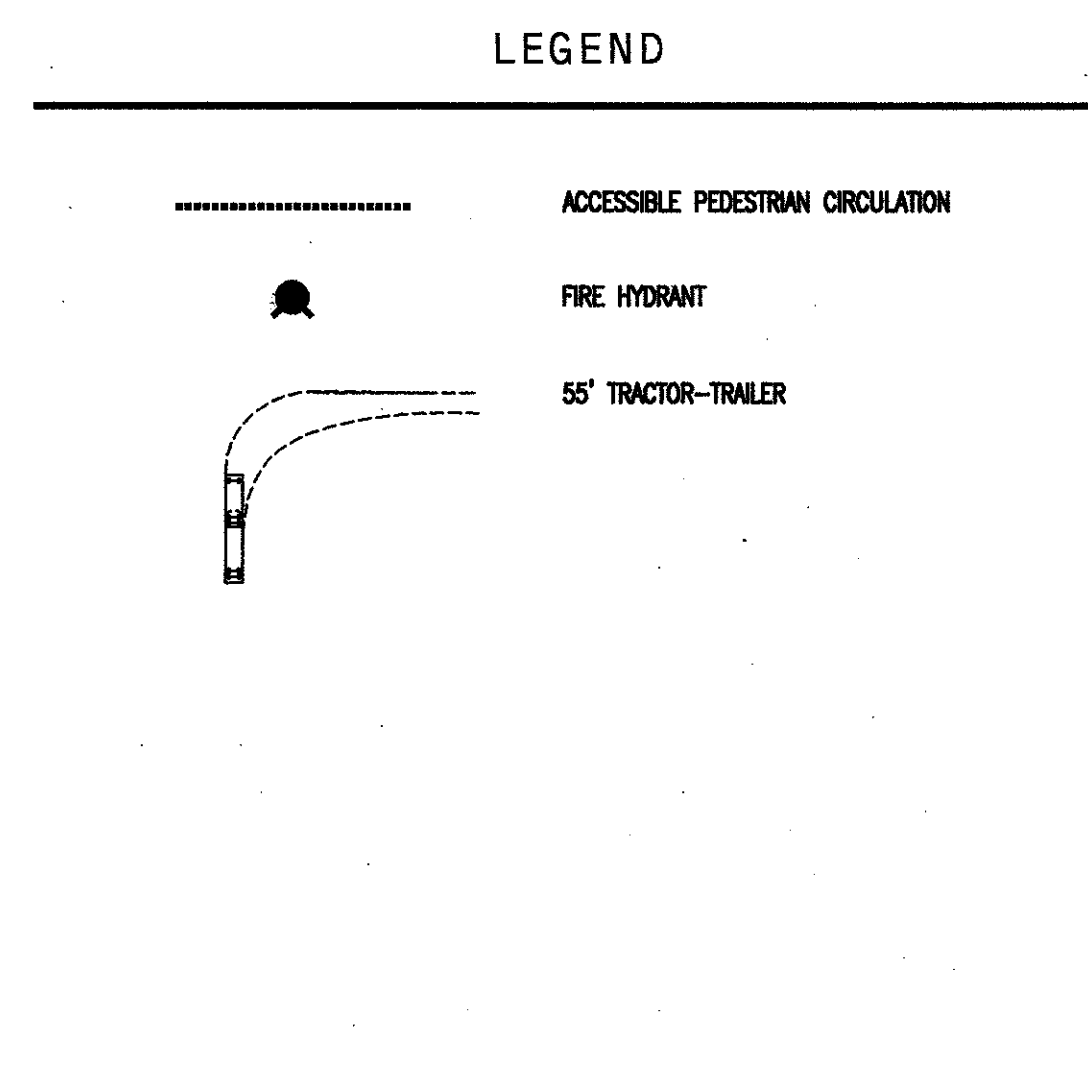 LEGEND
ACCESSIBLE PEDESTRIAN CIRCULATION
FIRE HYDRANT
55' TRACTOR-TRAILER